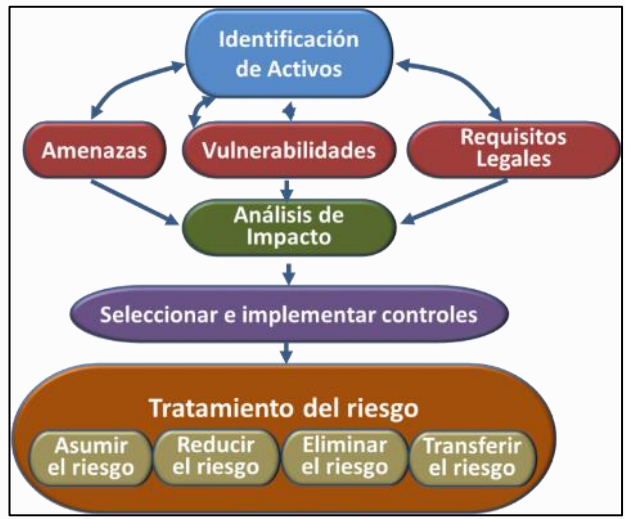 Identificación
de Activos
Amenazas
Vulnerabilidades
Requisitos
Legales
Análisis de
Impacto
Seleccionar e implementar controles
Tratamiento del riesgo
Asumir
el riesgo
Reducir
el riesgo
Eliminar
el riesgo
Transferir
el riesgo